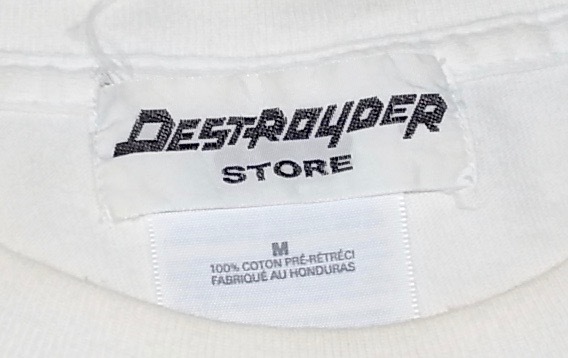 DESTROYDER
STORE
M
100% COTON PRÉ-RÉTRÉCI
FABRIQUÉ AU HONDURAS